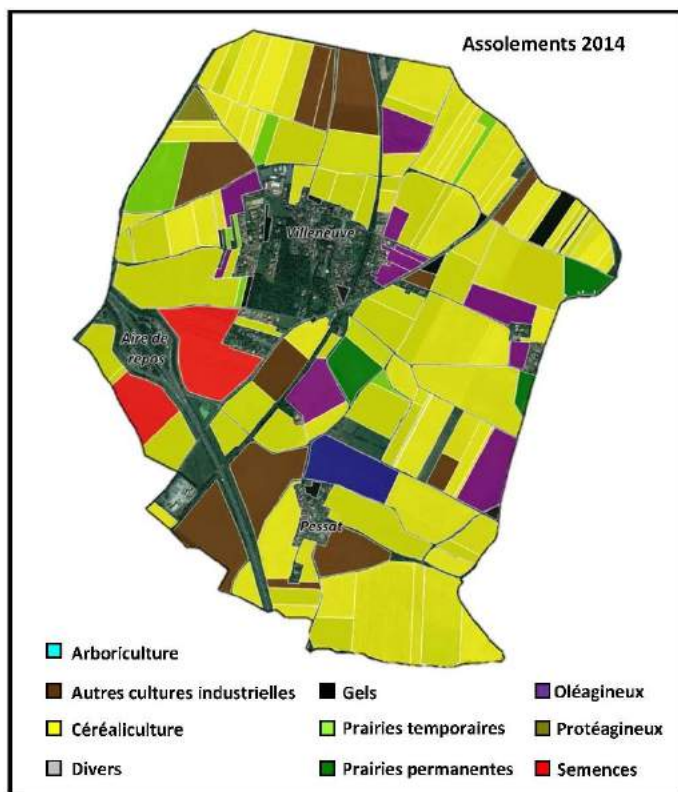 Assolements 2014
Villeneuve
Aire de
repos
Pessat
Arboriculture
Autres cultures industrielles
Céréaliculture
Divers
Gels
Prairies temporaires
Prairies permanentes
Oléagineux
Protéagineux
Semences